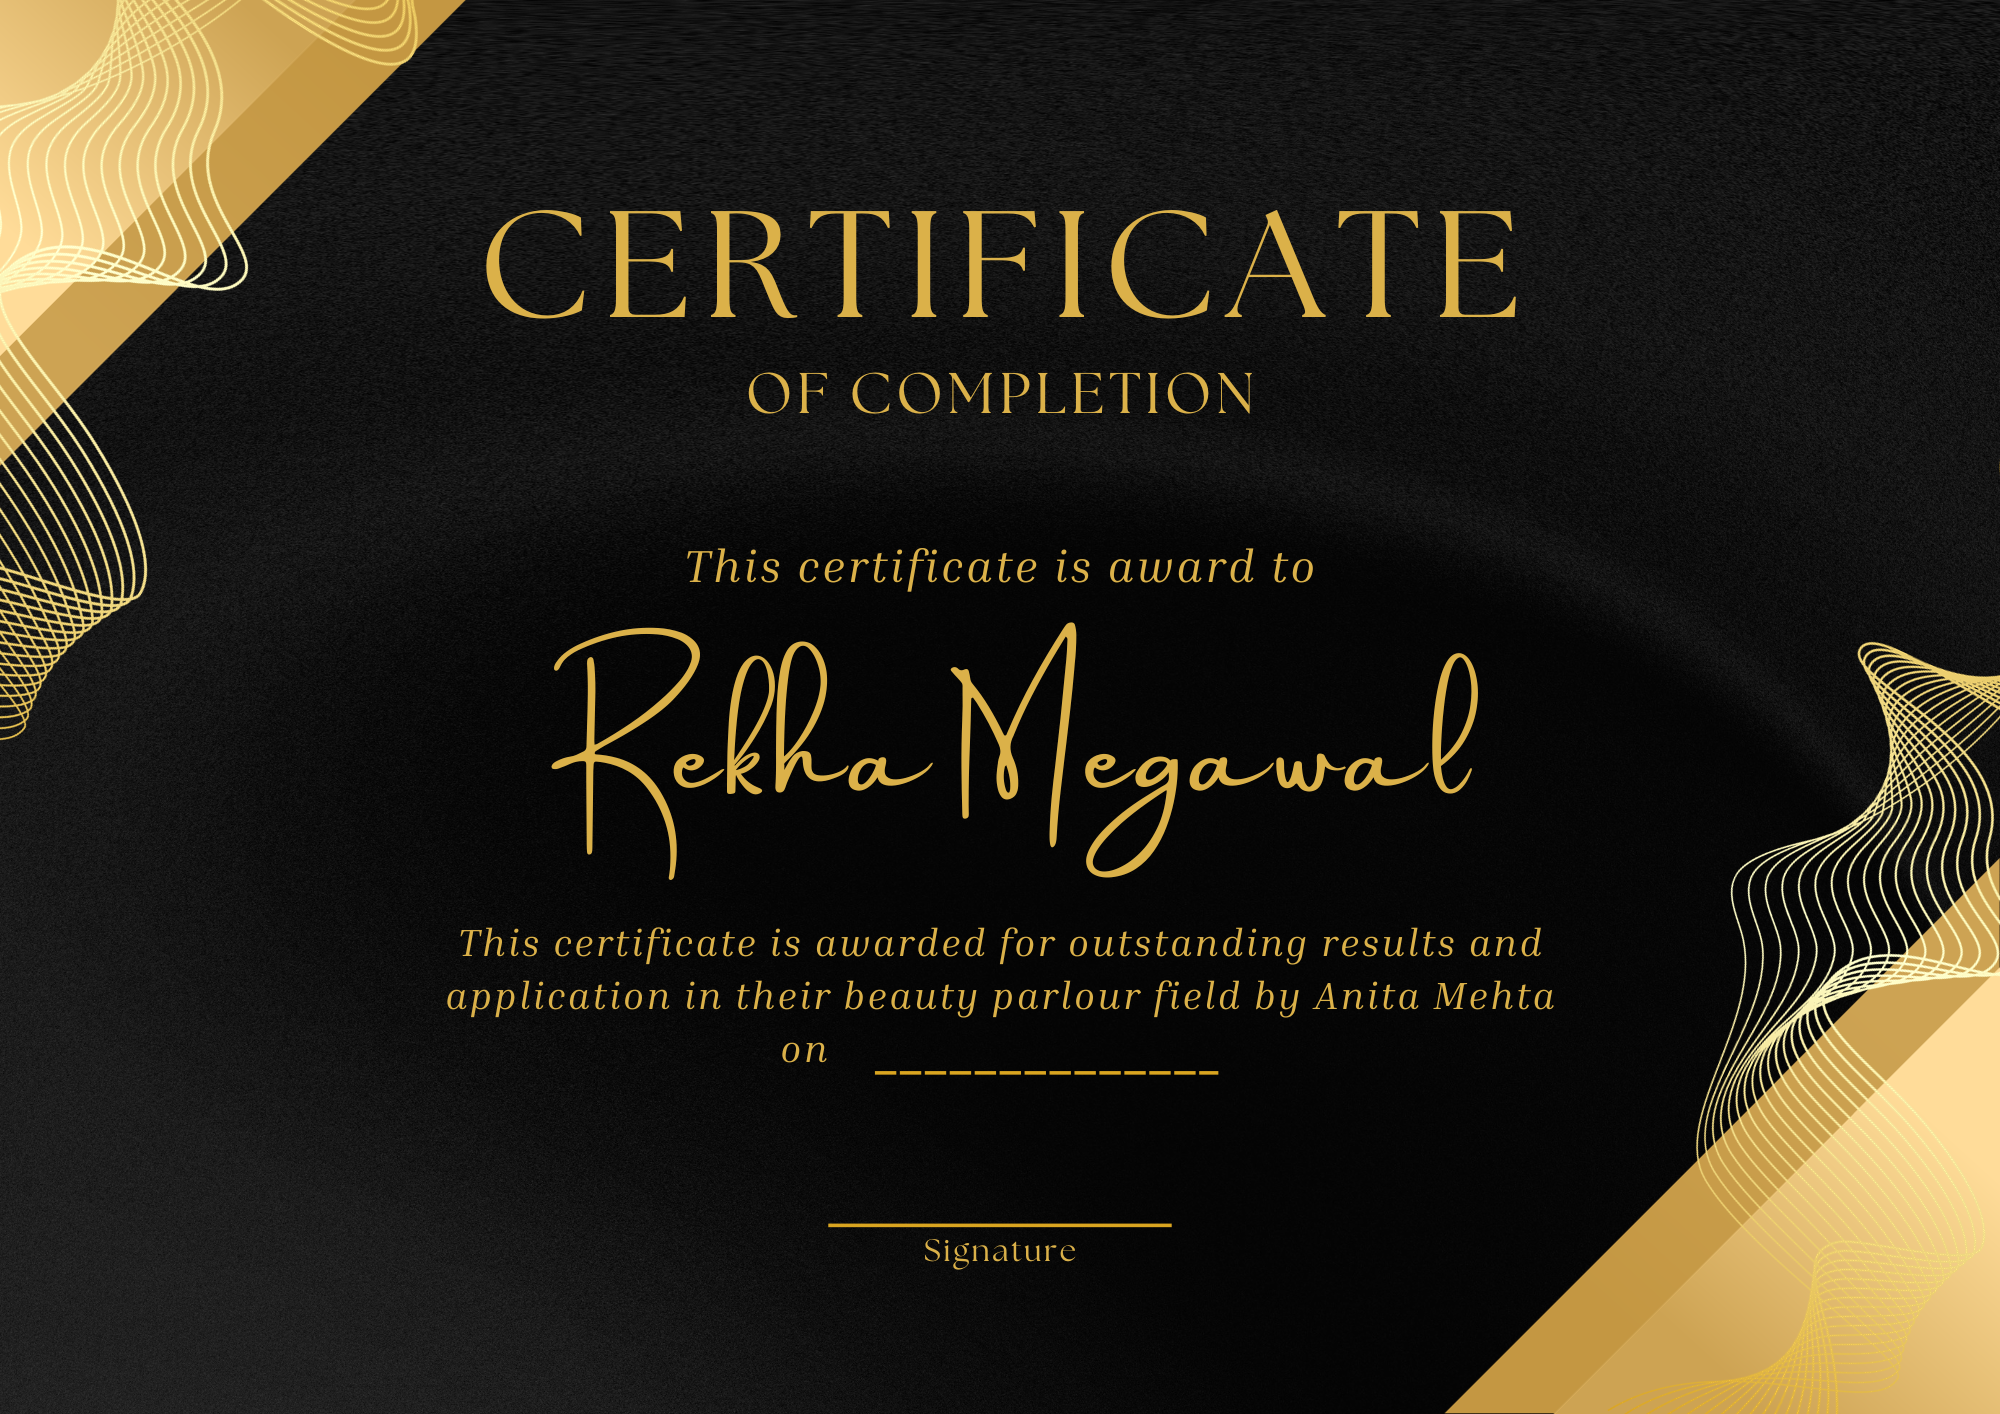 CERTIFICATE
OF COMPLETION
This certificate is award to
Rekha Megawal
This certificate is awarded for outstanding results and
application in their beauty parlour field by Anita Mehta
on ______________
Signature